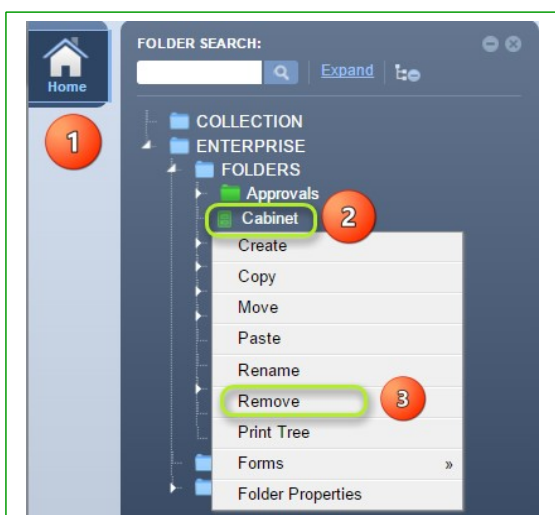 FOLDER SEARCH:
Expand
Home
1
COLLECTION
ENTERPRISE
FOLDERS
Approvals
Cabinet
2
Create
Copy
Move
Paste
Rename
Remove
3
Print Tree
Forms »
Folder Properties